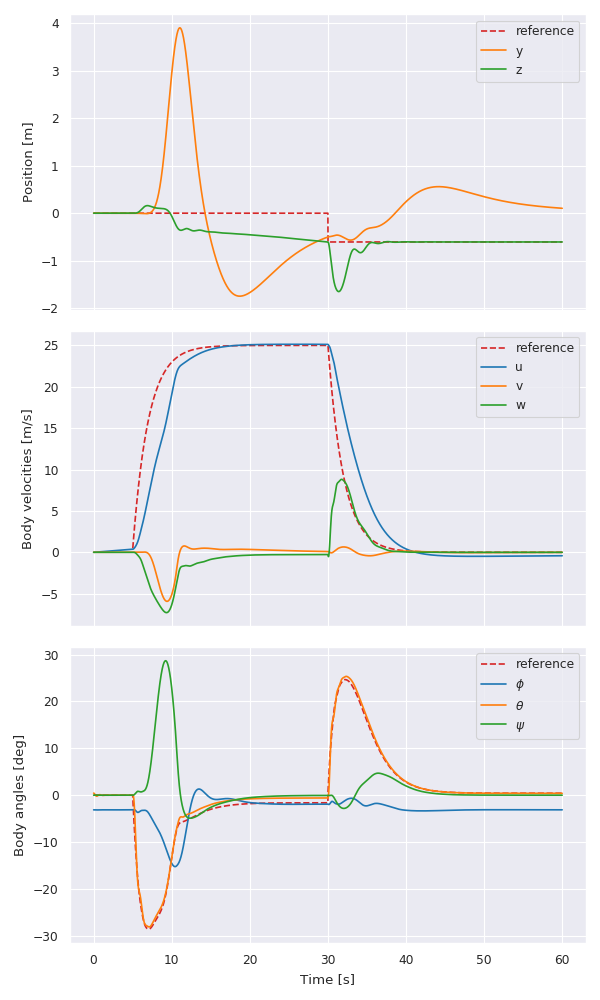 4
3
2
1
0
−1
−2
Position [m]
reference
y
z
25
20
15
10
5
0
−5
Body velocities [m/s]
reference
u
v
w
30
20
10
0
−10
−20
−30
Body angles [deg]
reference
ϕ
θ
ψ
0 10 20 30 40 50 60
Time [s]